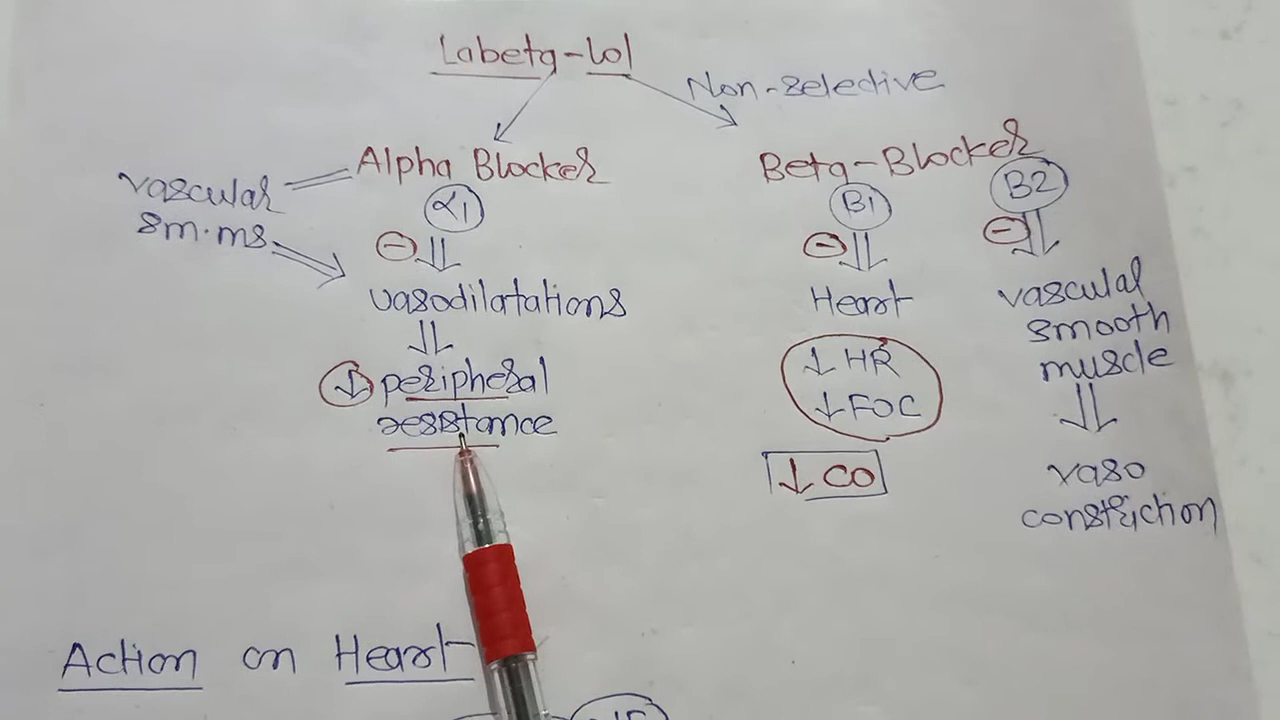 Labeta-lol
Non-selective
Alpha Blocker
vascular
sm.ms
α1
⊖
vasodilatations
↓ peripheral
resistance
Beta-Blocker
B1
⊖
Heart
↓ HR
↓ FOC
↓ CO
B2
⊖
vascular
smooth
muscle
vaso
constriction
Action on Heart